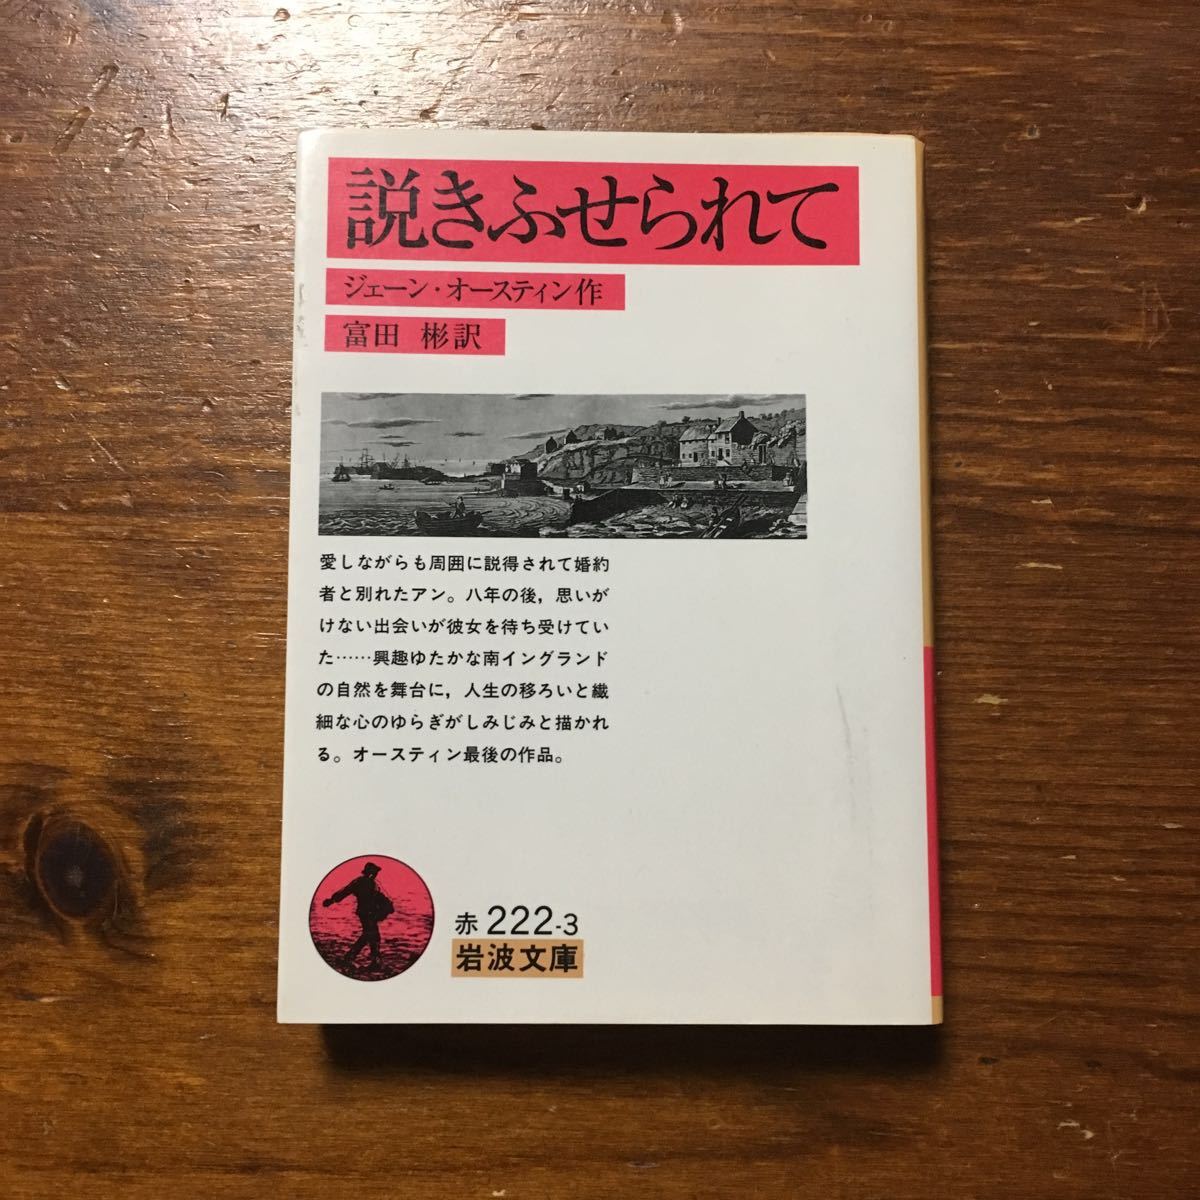 説きふせられて
ジェーン・オースティン作
富田 彬訳
愛しながらも周囲に説得されて婚約
者と別れたアン。八年の後，思いが
けない出会いが彼女を待ち受けてい
た……興趣ゆたかな南イングランド
の自然を舞台に，人生の移ろいと繊
細な心のゆらぎがしみじみと描かれ
る。オースティン最後の作品。
赤 222-3
岩波文庫